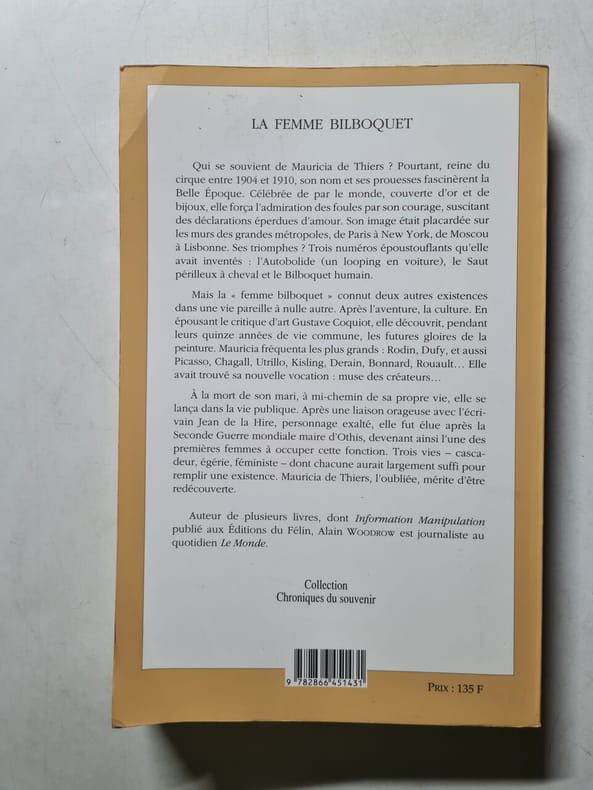 LA FEMME BILBOQUET
Qui se souvient de Mauricia de Thiers ? Pourtant, reine du
cirque entre 1904 et 1910, son nom et ses prouesses fascinèrent la
Belle Époque. Célébrée de par le monde, couverte d'or et de
bijoux, elle força l'admiration des foules par son courage, suscitant
des déclarations éperdues d'amour. Son image était placardée sur
les murs des grandes métropoles, de Paris à New York, de Moscou
à Lisbonne. Ses triomphes ? Trois numéros époustouflants qu'elle
avait inventés : l'Autobolide (un looping en voiture), le Saut
périlleux à cheval et le Bilboquet humain.
Mais la « femme bilboquet » connut deux autres existences
dans une vie pareille à nulle autre. Après l'aventure, la culture. En
épousant le critique d'art Gustave Coquiot, elle découvrit, pendant
leurs quinze années de vie commune, les futures gloires de la
peinture. Mauricia fréquenta les plus grands : Rodin, Dufy, et aussi
Picasso, Chagall, Utrillo, Kisling, Derain, Bonnard, Rouault... Elle
avait trouvé sa nouvelle vocation : muse des créateurs...
À la mort de son mari, à mi-chemin de sa propre vie, elle se
lança dans la vie publique. Après une liaison orageuse avec l'écri-
vain Jean de la Hire, personnage exalté, elle fut élue après la
Seconde Guerre mondiale maire d'Othis, devenant ainsi l'une des
premières femmes à occuper cette fonction. Trois vies – casca-
deur, égérie, féministe – dont chacune aurait largement suffi pour
remplir une existence. Mauricia de Thiers, l'oubliée, mérite d'être
redécouverte.
Auteur de plusieurs livres, dont Information Manipulation
publié aux Éditions du Félin, Alain WOODROW est journaliste au
quotidien Le Monde.
Collection
Chroniques du souvenir
9 782866 451431
PRIX : 135 F